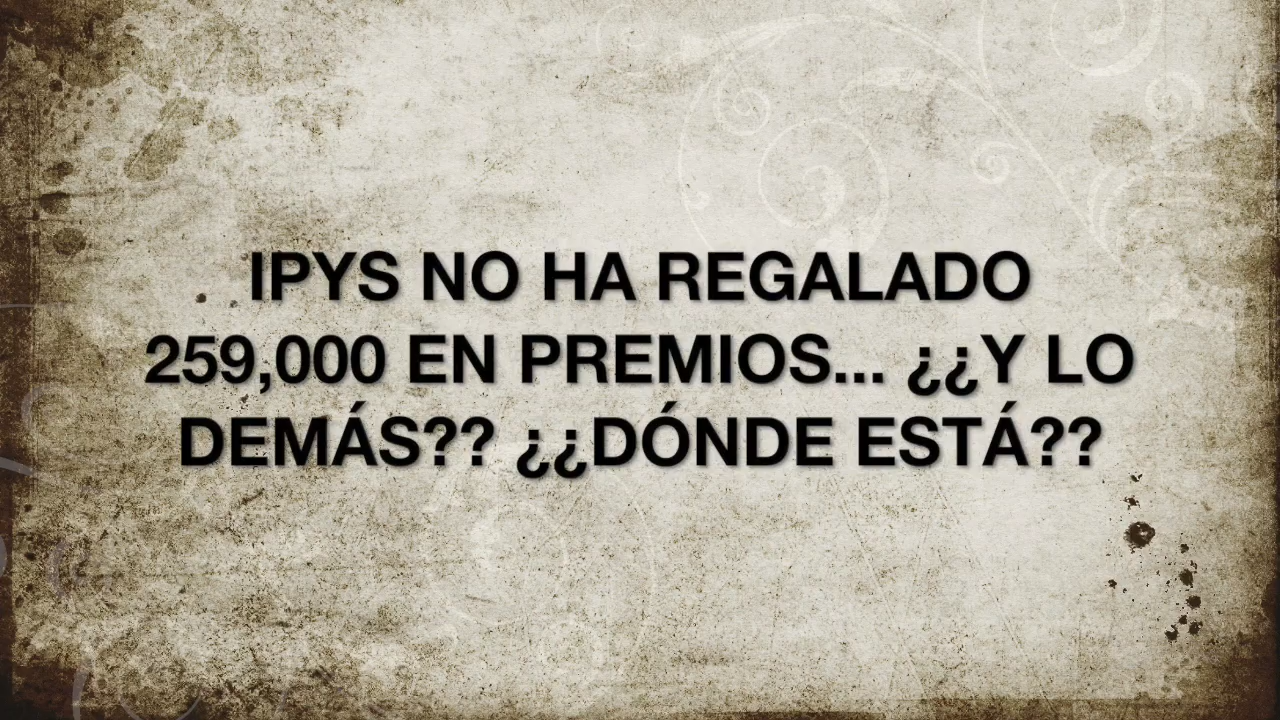 IPYS NO HA REGALADO
259,000 EN PREMIOS... ¿¿Y LO
DEMÁS?? ¿¿DÓNDE ESTÁ??